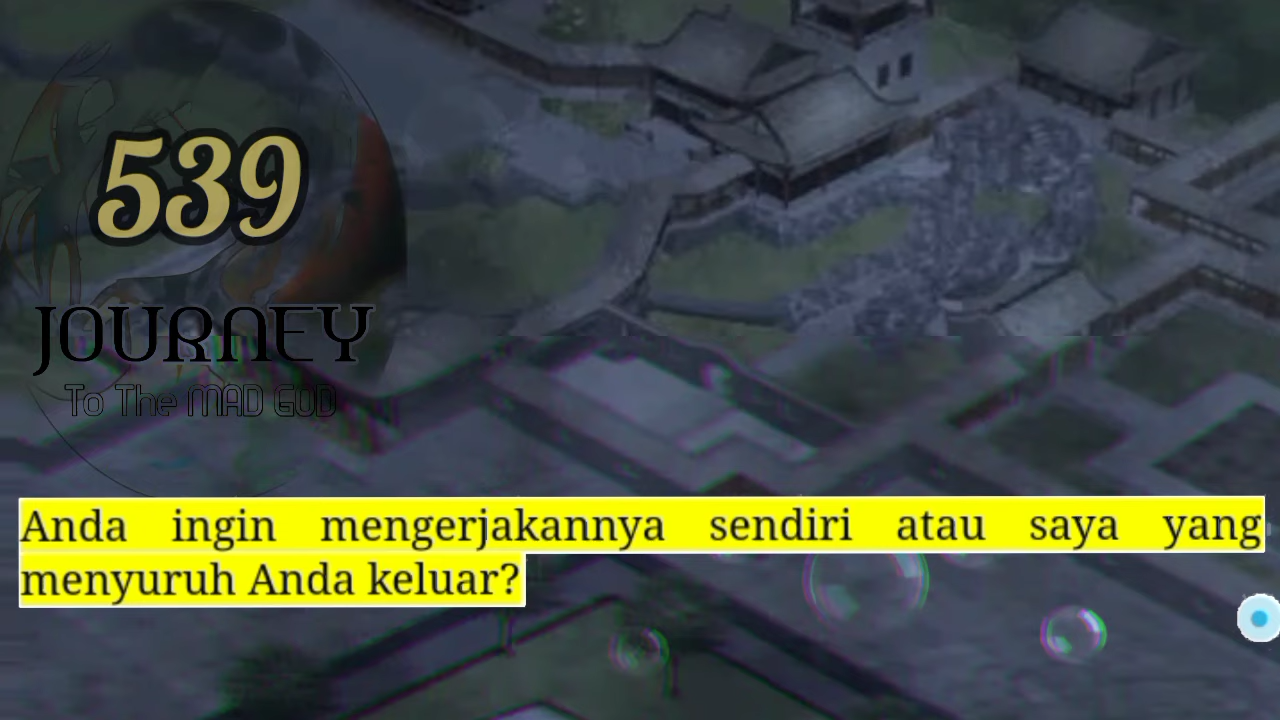 539
JOURNEY
To The MAD GOD
Anda ingin mengerjakannya sendiri atau saya yang
menyuruh Anda keluar?